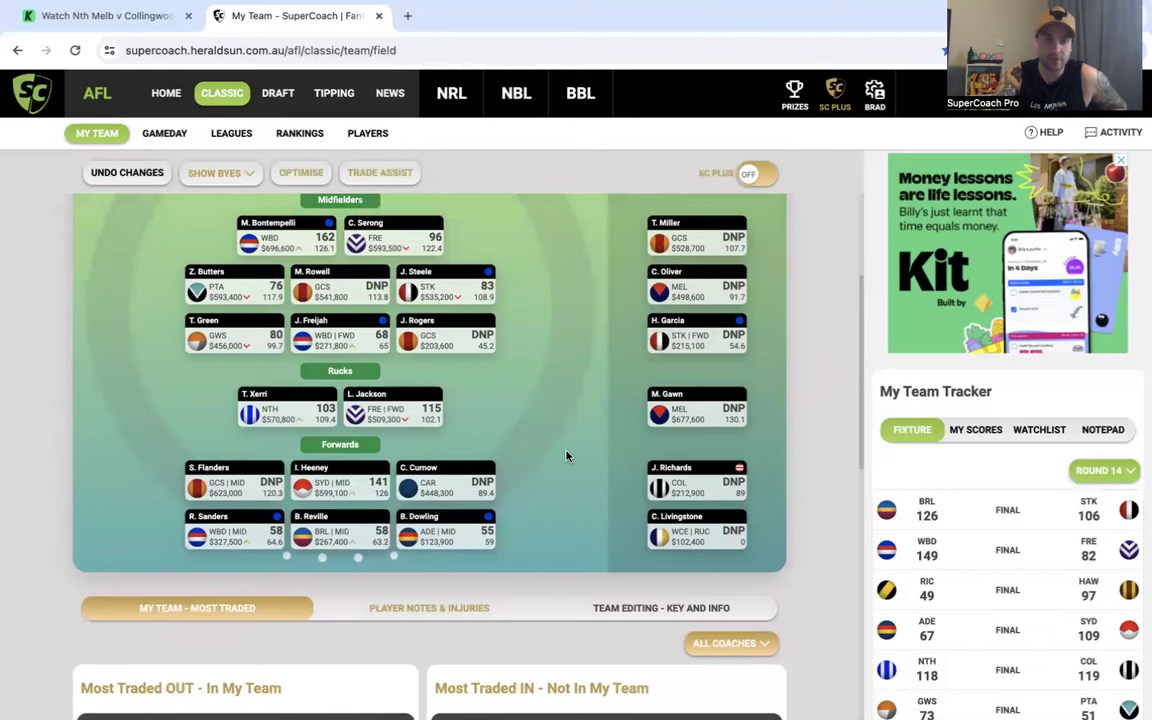 Watch Nth Melb v Collingwo
My Team - SuperCoach | Fan
supercoach.heraldsun.com.au/afl/classic/team/field
SC
AFL
HOME
CLASSIC
DRAFT
TIPPING
NEWS
NRL
NBL
BBL
PRIZES
SC PLUS
BRAD
SuperCoach Pro
Los Angeles
MY TEAM
GAMEDAY
LEAGUES
RANKINGS
PLAYERS
HELP
ACTIVITY
UNDO CHANGES
SHOW BYES
OPTIMISE
TRADE ASSIST
SC PLUS
OFF
Midfielders
M. Bontempelli
WBD 162
$696,600 126.1
C. Serong
FRE 96
$593,500 122.4
T. Miller
GCS DNP
$528,700 107.7
Z. Butters
PTA 76
$593,400 117.9
M. Rowell
GCS DNP
$541,800 113.8
J. Steele
STK 83
$535,200 108.9
C. Oliver
MEL DNP
$498,600 91.7
T. Green
GWS 80
$456,000 99.7
J. Freijah
WBD | FWD 68
$271,800 65
J. Rogers
GCS DNP
$203,600 45.2
H. Garcia
STK | FWD DNP
$215,100 54.6
Rucks
T. Xerri
NTH 103
$570,800 109.4
L. Jackson
FRE | FWD 115
$509,300 102.1
M. Gawn
MEL DNP
$677,600 130.1
Forwards
S. Flanders
GCS | MID DNP
$623,000 120.3
I. Heeney
SYD | MID 141
$599,100 126
C. Curnow
CAR DNP
$448,300 89.4
J. Richards
COL DNP
$212,900 89
R. Sanders
WBD | MID 58
$327,500 64.6
B. Reville
BRL | MID 58
$267,400 63.2
B. Dowling
ADE | MID 55
$123,900 59
C. Livingstone
WCE | RUC DNP
$102,400 0
MY TEAM - MOST TRADED
PLAYER NOTES & INJURIES
TEAM EDITING - KEY AND INFO
ALL COACHES
Most Traded OUT - In My Team
Most Traded IN - Not In My Team
Money lessons
are life lessons.
Billy's just learnt that
time equals money.
Kit
Built by
My Team Tracker
FIXTURE
MY SCORES
WATCHLIST
NOTEPAD
ROUND 14
BRL 126 FINAL STK 106
WBD 149 FINAL FRE 82
RIC 49 FINAL HAW 97
ADE 67 FINAL SYD 109
NTH 118 FINAL COL 119
GWS 73 FINAL PTA 51